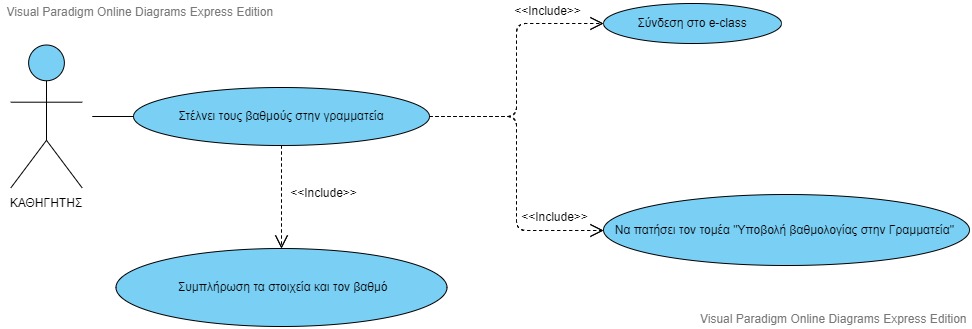 Visual Paradigm Online Diagrams Express Edition
<<Include>>
Σύνδεση στο e-class
Στέλνει τους βαθμούς στην γραμματεία
<<Include>>
ΚΑΘΗΓΗΤΗΣ
<<Include>>
Να πατήσει τον τομέα "Υποβολή βαθμολογίας στην Γραμματεία"
Συμπλήρωση τα στοιχεία και τον βαθμό
Visual Paradigm Online Diagrams Express Edition